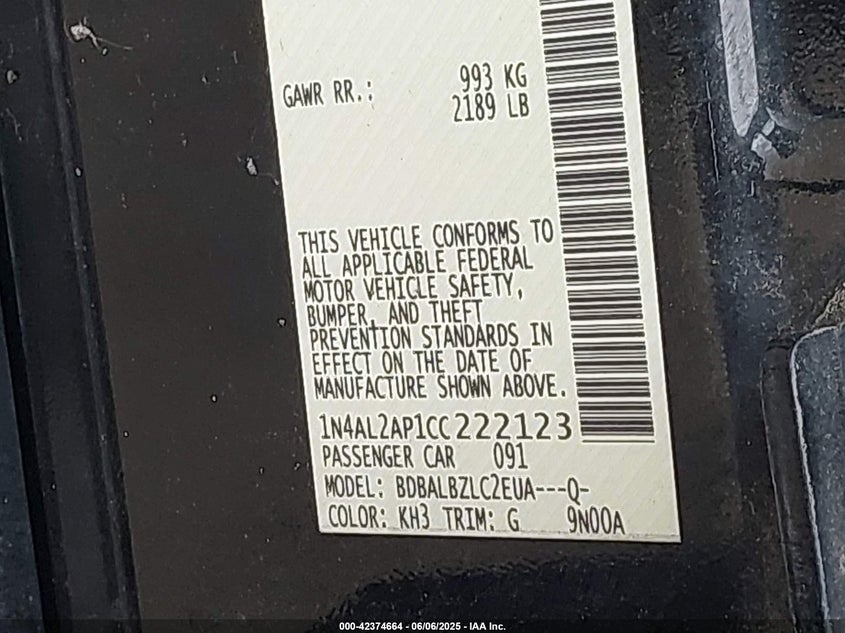 GAWR RR.: 993 KG
2189 LB
THIS VEHICLE CONFORMS TO
ALL APPLICABLE FEDERAL
MOTOR VEHICLE SAFETY,
BUMPER, AND THEFT
PREVENTION STANDARDS IN
EFFECT ON THE DATE OF
MANUFACTURE SHOWN ABOVE.
1N4AL2AP1CC222123
PASSENGER CAR 091
MODEL: BDBALBZLC2EUA---Q-
COLOR: KH3 TRIM: G 9N00A
000-42374664 - 06/06/2025 - IAA Inc.